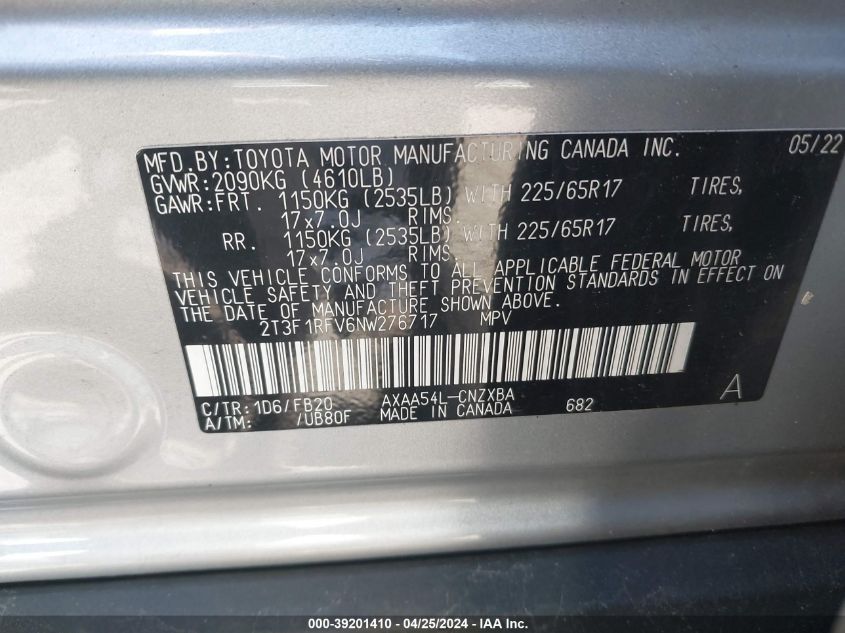 MFD.BY:TOYOTA MOTOR MANUFACTURING CANADA INC. 05/22
GVWR:2090KG (4610LB)
GAWR:FRT. 1150KG (2535LB) WITH 225/65R17 TIRES,
17x7.0J RIMS.
RR. 1150KG (2535LB) WITH 225/65R17 TIRES,
17x7.0J RIMS
THIS VEHICLE CONFORMS TO ALL APPLICABLE FEDERAL MOTOR
VEHICLE SAFETY AND THEFT PREVENTION STANDARDS IN EFFECT ON
THE DATE OF MANUFACTURE SHOWN ABOVE.
2T3F1RFV6NW276717 MPV
C/TR:1D6/FB20 AXAA54L-CNZXBA A
A/TM: /UB80F MADE IN CANADA 682
000-39201410 - 04/25/2024 - IAA Inc.